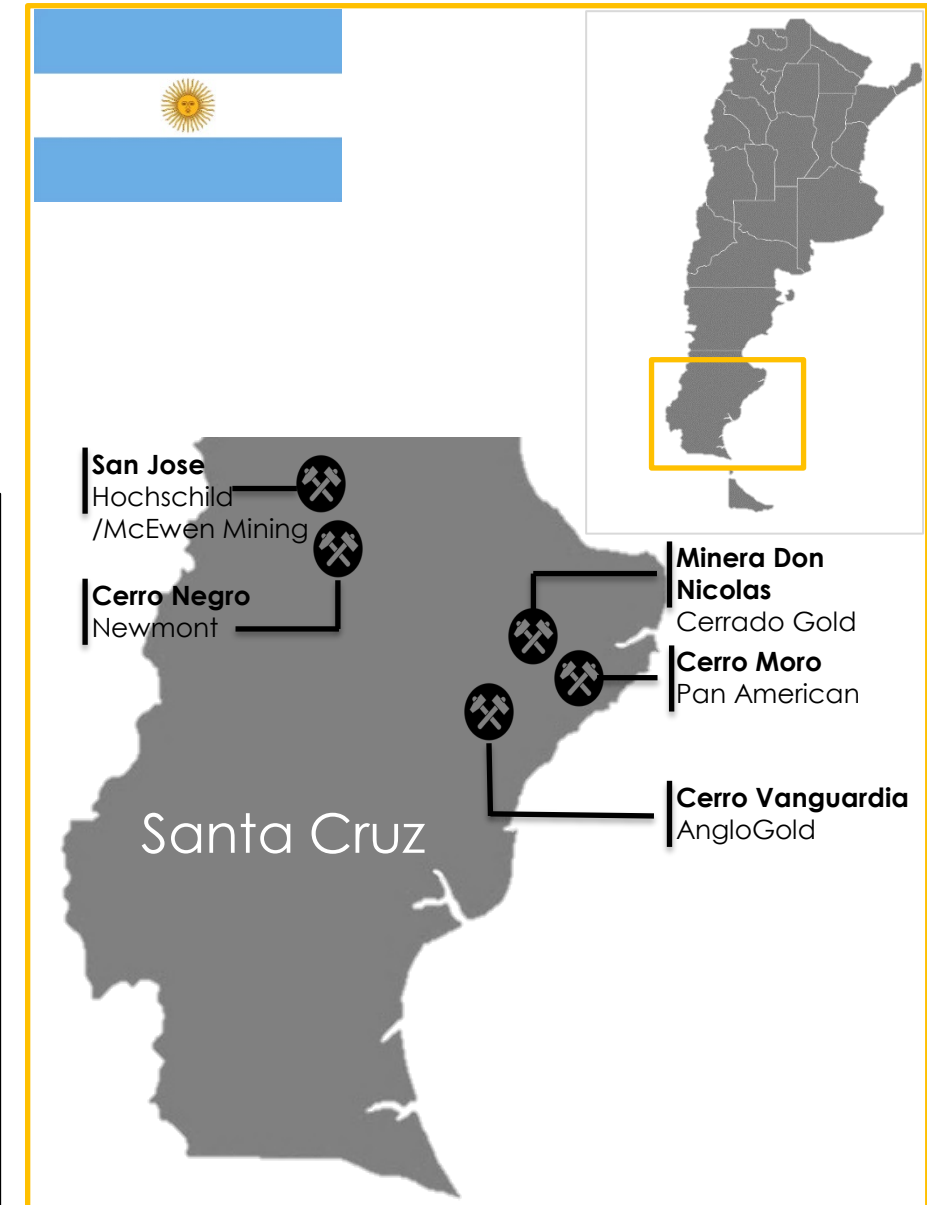 San Jose
Hochschild
/McEwen Mining
Cerro Negro
Newmont
Minera Don
Nicolas
Cerrado Gold
Cerro Moro
Pan American
Cerro Vanguardia
AngloGold
Santa Cruz